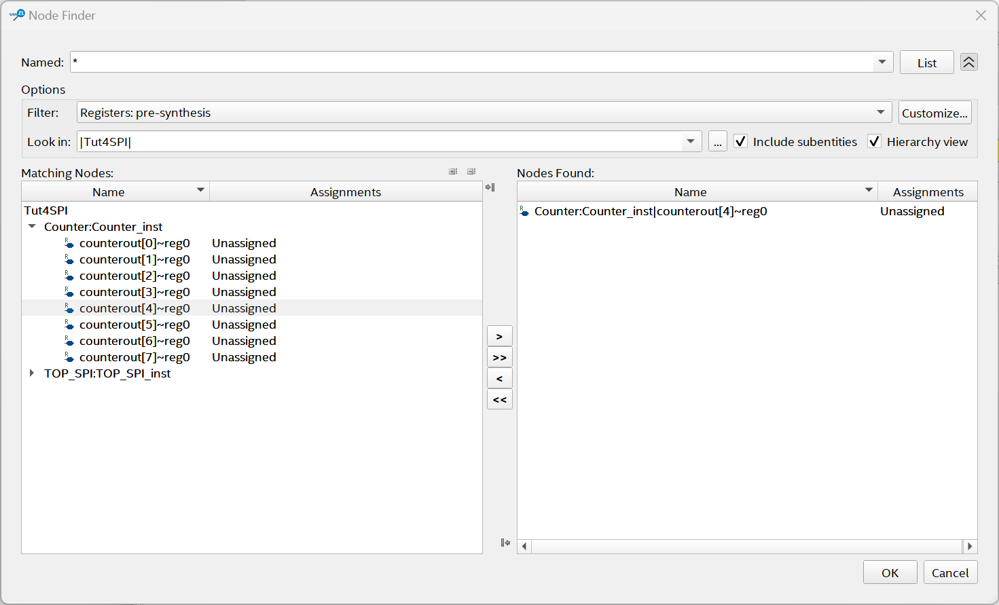 Node Finder
Named: * List
Options
Filter: Registers: pre-synthesis Customize...
Look in: |Tut4SPI| ... Include subentities Hierarchy view
Matching Nodes: Nodes Found:
Name Assignments Name Assignments
Tut4SPI Counter:Counter_inst|counterout[4]~reg0 Unassigned
Counter:Counter_inst
counterout[0]~reg0 Unassigned
counterout[1]~reg0 Unassigned
counterout[2]~reg0 Unassigned
counterout[3]~reg0 Unassigned
counterout[4]~reg0 Unassigned
counterout[5]~reg0 Unassigned
counterout[6]~reg0 Unassigned
counterout[7]~reg0 Unassigned
TOP_SPI:TOP_SPI_inst
>
>>
<
<<
OK Cancel